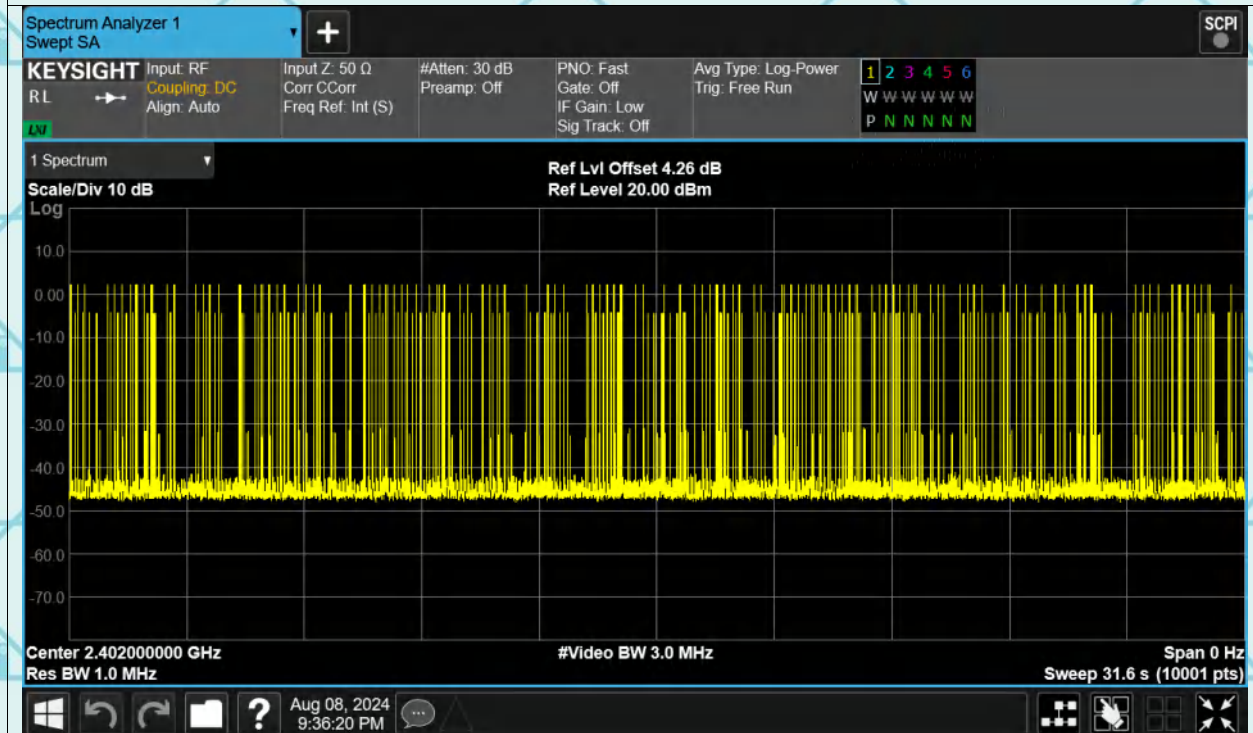 Spectrum Analyzer 1
Swept SA
+
SCPI
KEYSIGHT
RL
LXI
Input: RF
Coupling: DC
Align: Auto
Input Z: 50 Ω
Corr CCorr
Freq Ref: Int (S)
#Atten: 30 dB
Preamp: Off
PNO: Fast
Gate: Off
IF Gain: Low
Sig Track: Off
Avg Type: Log-Power
Trig: Free Run
1 2 3 4 5 6
W W W W W W
P N N N N N
1 Spectrum
Scale/Div 10 dB
Log
Ref Lvl Offset 4.26 dB
Ref Level 20.00 dBm
10.0
0.00
-10.0
-20.0
-30.0
-40.0
-50.0
-60.0
-70.0
Center 2.402000000 GHz
Res BW 1.0 MHz
#Video BW 3.0 MHz
Span 0 Hz
Sweep 31.6 s (10001 pts)
?
Aug 08, 2024
9:36:20 PM